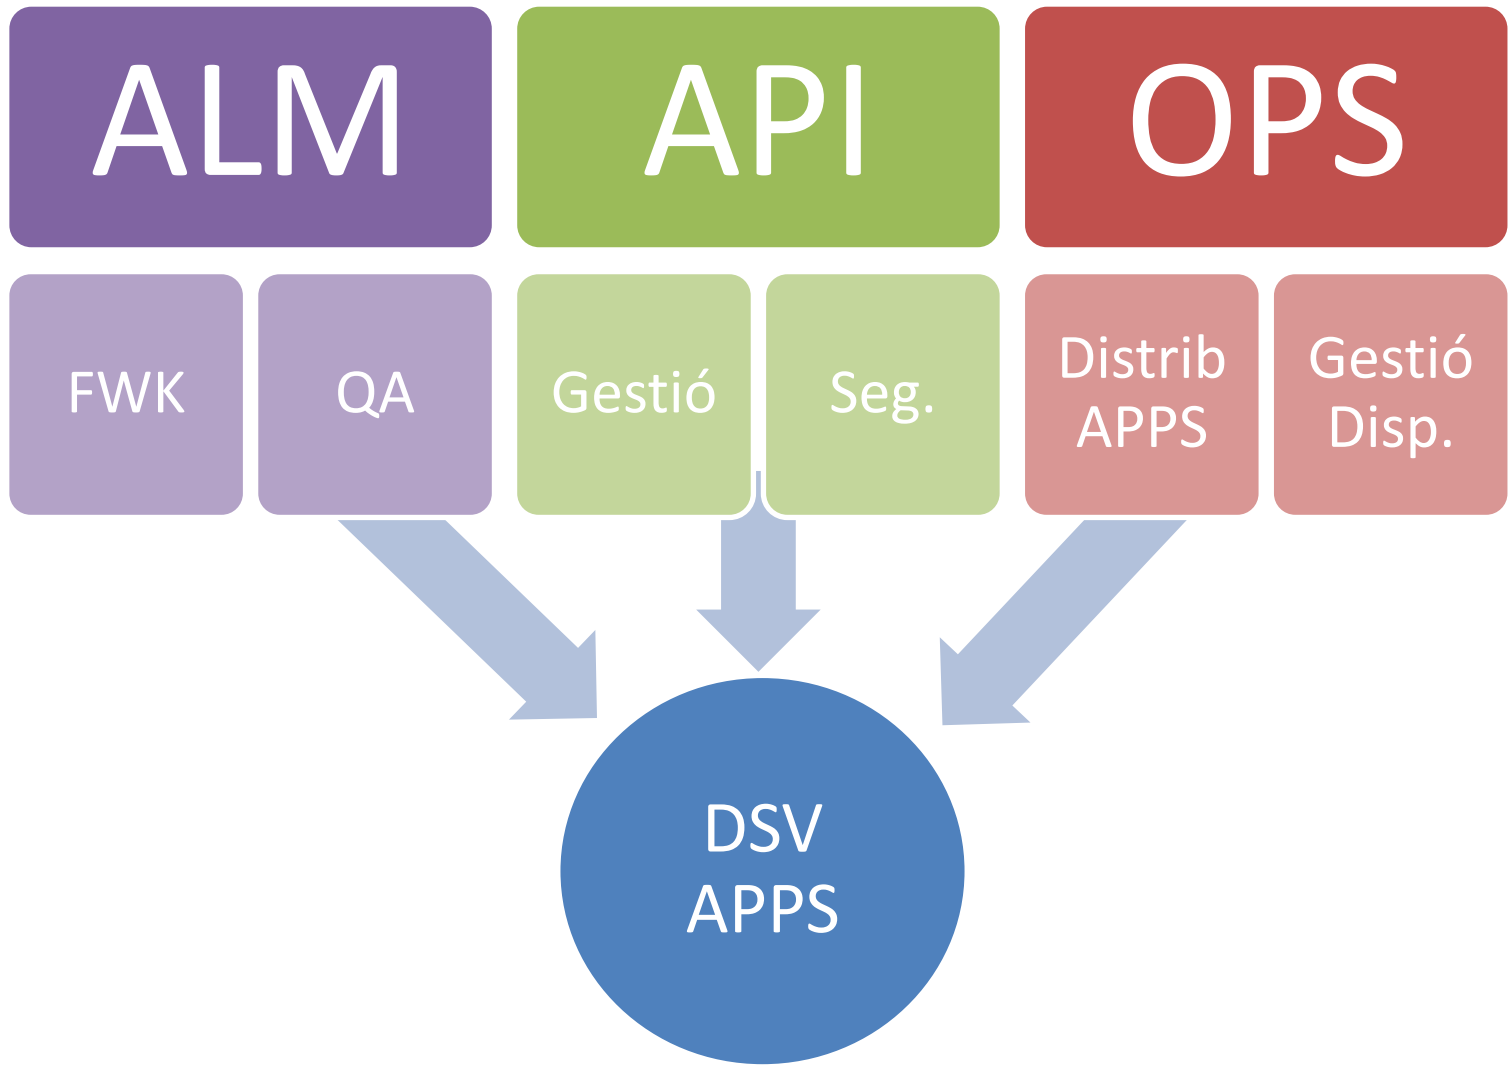 ALM
API
OPS
FWK
QA
Gestió
Seg.
Distrib
APPS
Gestió
Disp.
DSV
APPS